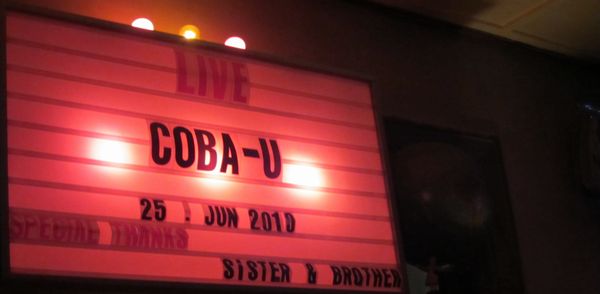 LIVE
COBA-U
25 . JUN 2010
SPECIAL THANKS
SISTER & BROTHER